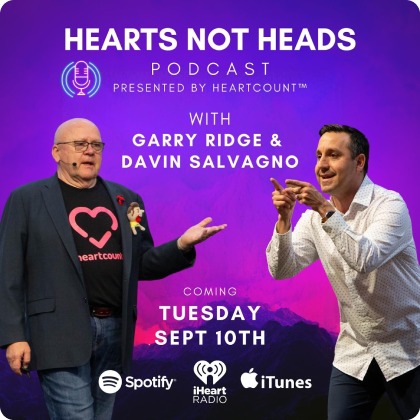 HEARTS NOT HEADS
PODCAST
PRESENTED BY HEARTCOUNT™
WITH
GARRY RIDGE &
DAVIN SALVAGNO
heartcount
COMING
TUESDAY
SEPT 10TH
Spotify
iHeart
RADIO
iTunes